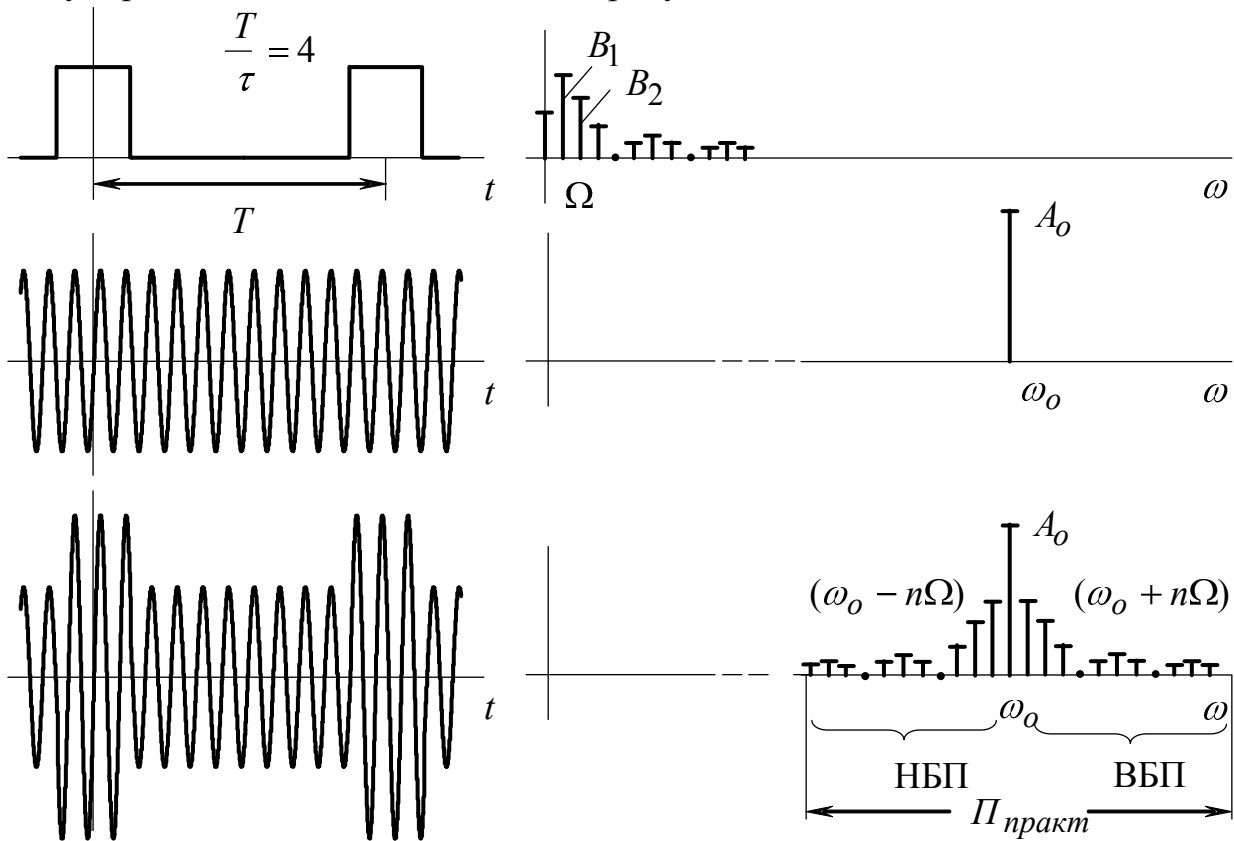 T/τ = 4
B₁
B₂
t
T
Ω
ω
A₀
t
ω₀
ω
A₀
(ω₀ − nΩ)
(ω₀ + nΩ)
t
ω₀
ω
НБП
ВБП
Ппракт